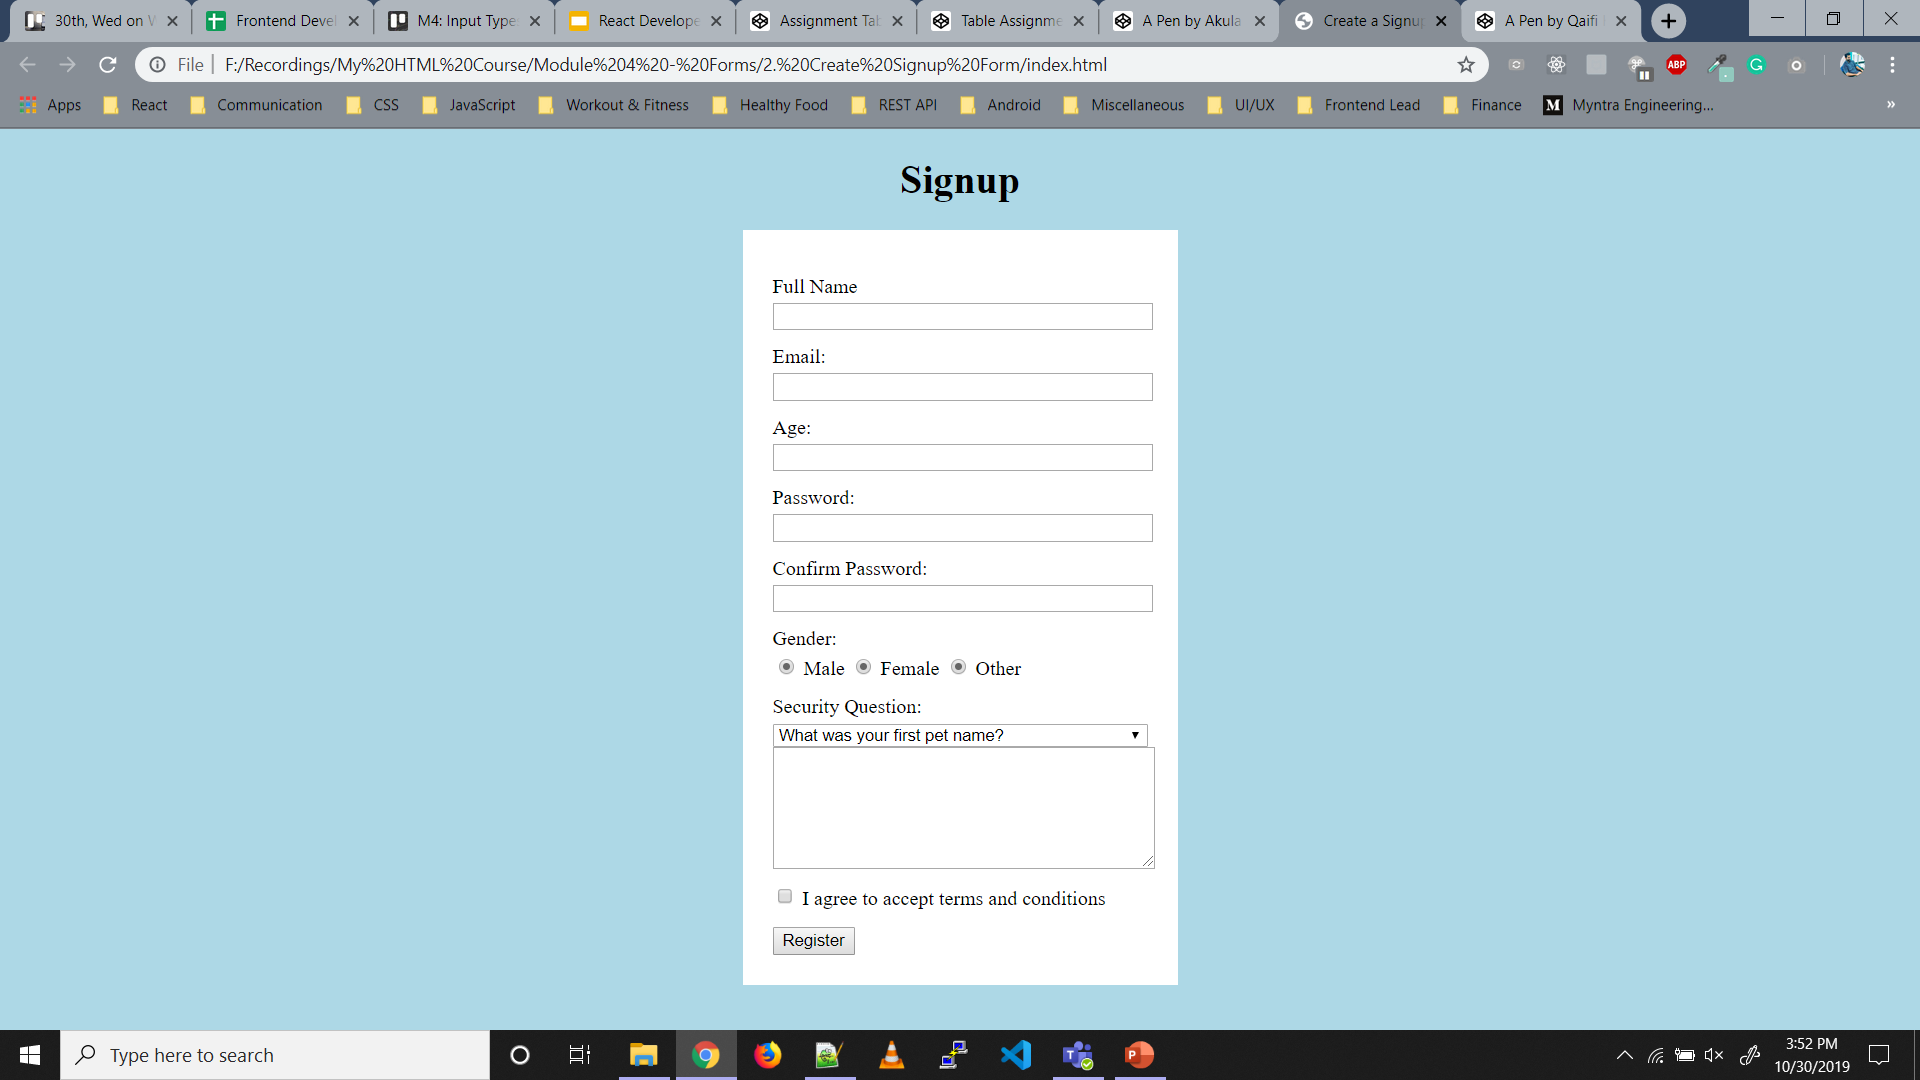 30th, Wed on W
Frontend Devel
M4: Input Type
React Develope
Assignment Tab
Table Assignme
A Pen by Akula
Create a Signup
A Pen by Qaifi
File | F:/Recordings/My%20HTML%20Course/Module%204%20-%20Forms/2.%20Create%20Signup%20Form/index.html
ABP
Apps React Communication CSS JavaScript Workout & Fitness Healthy Food REST API Android Miscellaneous UI/UX Frontend Lead Finance M Myntra Engineering... »
Signup
Full Name
Email:
Age:
Password:
Confirm Password:
Gender:
Male Female Other
Security Question:
What was your first pet name?
I agree to accept terms and conditions
Register
Type here to search
3:52 PM
10/30/2019